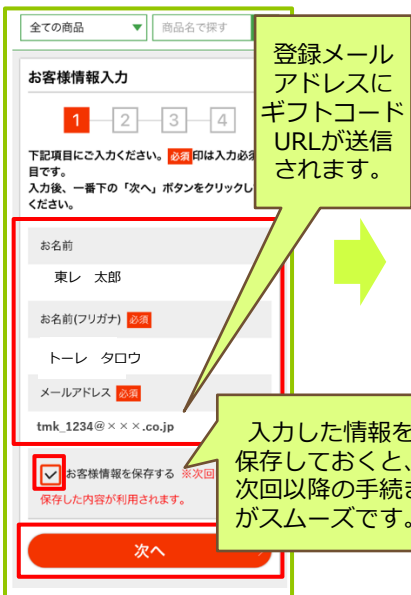 全ての商品
商品名で探す
お客様情報入力
1 2 3 4
下記項目にご入力ください。必須印は入力必須
目です。
入力後、一番下の「次へ」ボタンをクリックし
ください。
登録メール
アドレスに
ギフトコード
URLが送信
されます。
お名前
東レ 太郎
お名前(フリガナ) 必須
トーレ タロウ
メールアドレス 必須
tmk_1234@×××.co.jp
お客様情報を保存する ※次回
保存した内容が利用されます。
入力した情報を
保存しておくと、
次回以降の手続き
がスムーズです。
次へ